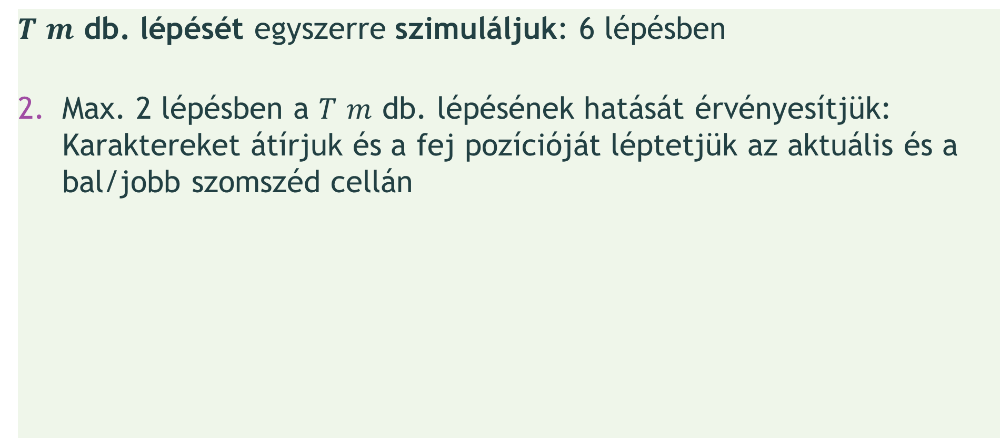 T m db. lépését egyszerre szimuláljuk: 6 lépésben
2. Max. 2 lépésben a T m db. lépésének hatását érvényesítjük:
Karaktereket átírjuk és a fej pozícióját léptetjük az aktuális és a
bal/jobb szomszéd cellán